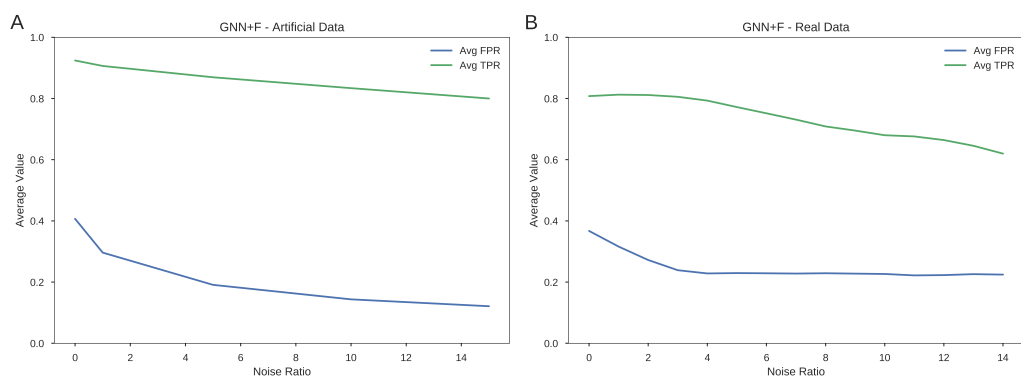 A
GNN+F - Artificial Data
1.0
0.8
0.6
0.4
0.2
0.0
Average Value
Avg FPR
Avg TPR
0 2 4 6 8 10 12 14
Noise Ratio
B
GNN+F - Real Data
1.0
0.8
0.6
0.4
0.2
0.0
Average Value
Avg FPR
Avg TPR
0 2 4 6 8 10 12 14
Noise Ratio